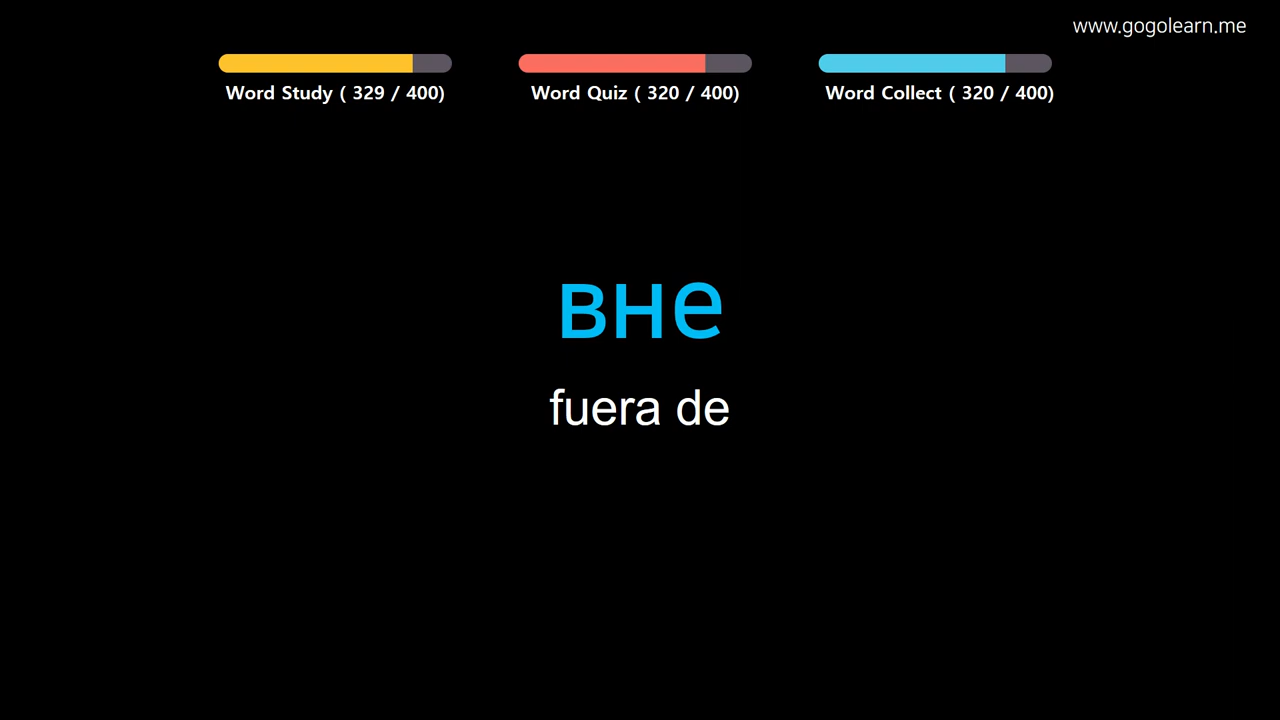 www.gogolearn.me
Word Study ( 329 / 400)
Word Quiz ( 320 / 400)
Word Collect ( 320 / 400)
вне
fuera de